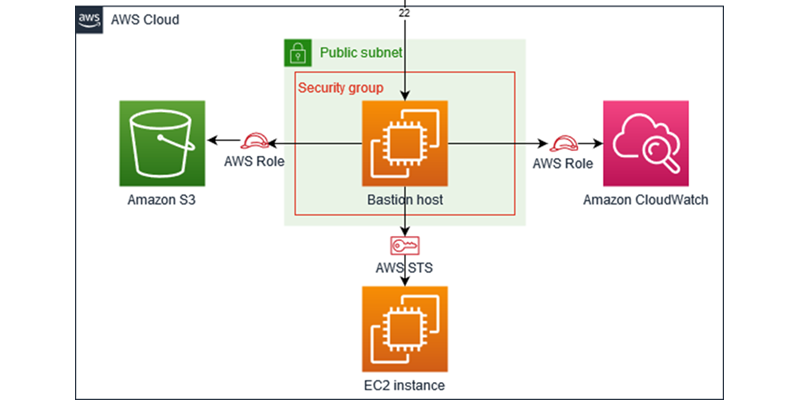 22
aws
AWS Cloud
Public subnet
Security group
AWS Role
AWS Role
Amazon S3
Bastion host
Amazon CloudWatch
AWS STS
EC2 instance